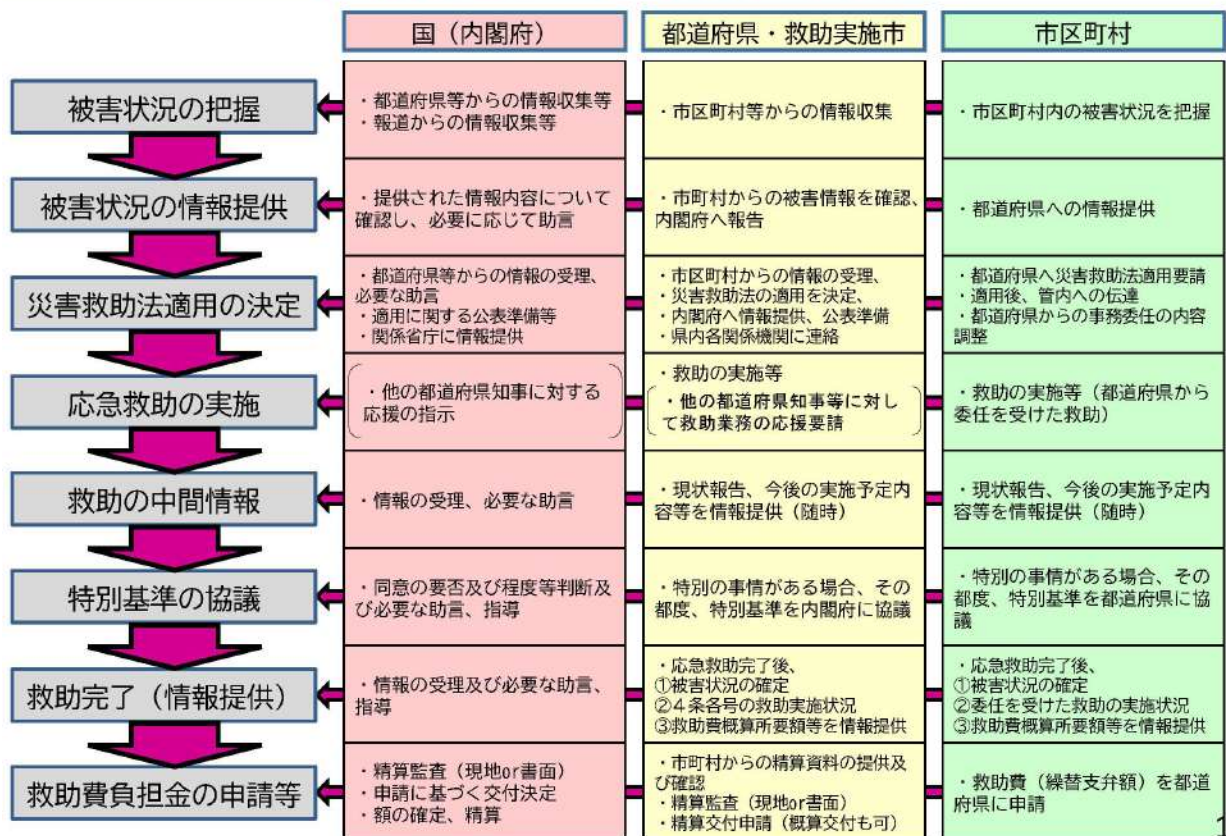 国（内閣府）
都道府県・救助実施市
市区町村
被害状況の把握
・都道府県等からの情報収集等
・報道からの情報収集等
・市区町村等からの情報収集
・市区町村内の被害状況を把握
被害状況の情報提供
・提供された情報内容について
確認し、必要に応じて助言
・市町村からの被害情報を確認、
内閣府へ報告
・都道府県への情報提供
災害救助法適用の決定
・都道府県等からの情報の受理、
必要な助言
・適用に関する公表準備等
・関係省庁に情報提供
・市区町村からの情報の受理、
・災害救助法の適用を決定、
・内閣府へ情報提供、公表準備
・県内各関係機関に連絡
・都道府県へ災害救助法適用要請
・適用後、管内への伝達
・都道府県からの事務委任の内容
調整
応急救助の実施
・他の都道府県知事に対する
応援の指示
・救助の実施等
・他の都道府県知事等に対し
て救助業務の応援要請
・救助の実施等（都道府県から
委任を受けた救助）
救助の中間情報
・情報の受理、必要な助言
・現状報告、今後の実施予定内
容等を情報提供（随時）
・現状報告、今後の実施予定内
容等を情報提供（随時）
特別基準の協議
・同意の要否及び程度等判断及
び必要な助言、指導
・特別の事情がある場合、その
都度、特別基準を内閣府に協議
・特別の事情がある場合、その
都度、特別基準を都道府県に協
議
救助完了（情報提供）
・情報の受理及び必要な助言、
指導
・応急救助完了後、
①被害状況の確定
②４条各号の救助実施状況
③救助費概算所要額等を情報提供
・応急救助完了後、
①被害状況の確定
②委任を受けた救助の実施状況
③救助費概算所要額等を情報提供
救助費負担金の申請等
・精算監査（現地or書面）
・申請に基づく交付決定
・額の確定、精算
・市町村からの精算資料の提供及
び確認
・精算監査（現地or書面）
・精算交付申請（概算交付も可）
・救助費（繰替支弁額）を都道
府県に申請